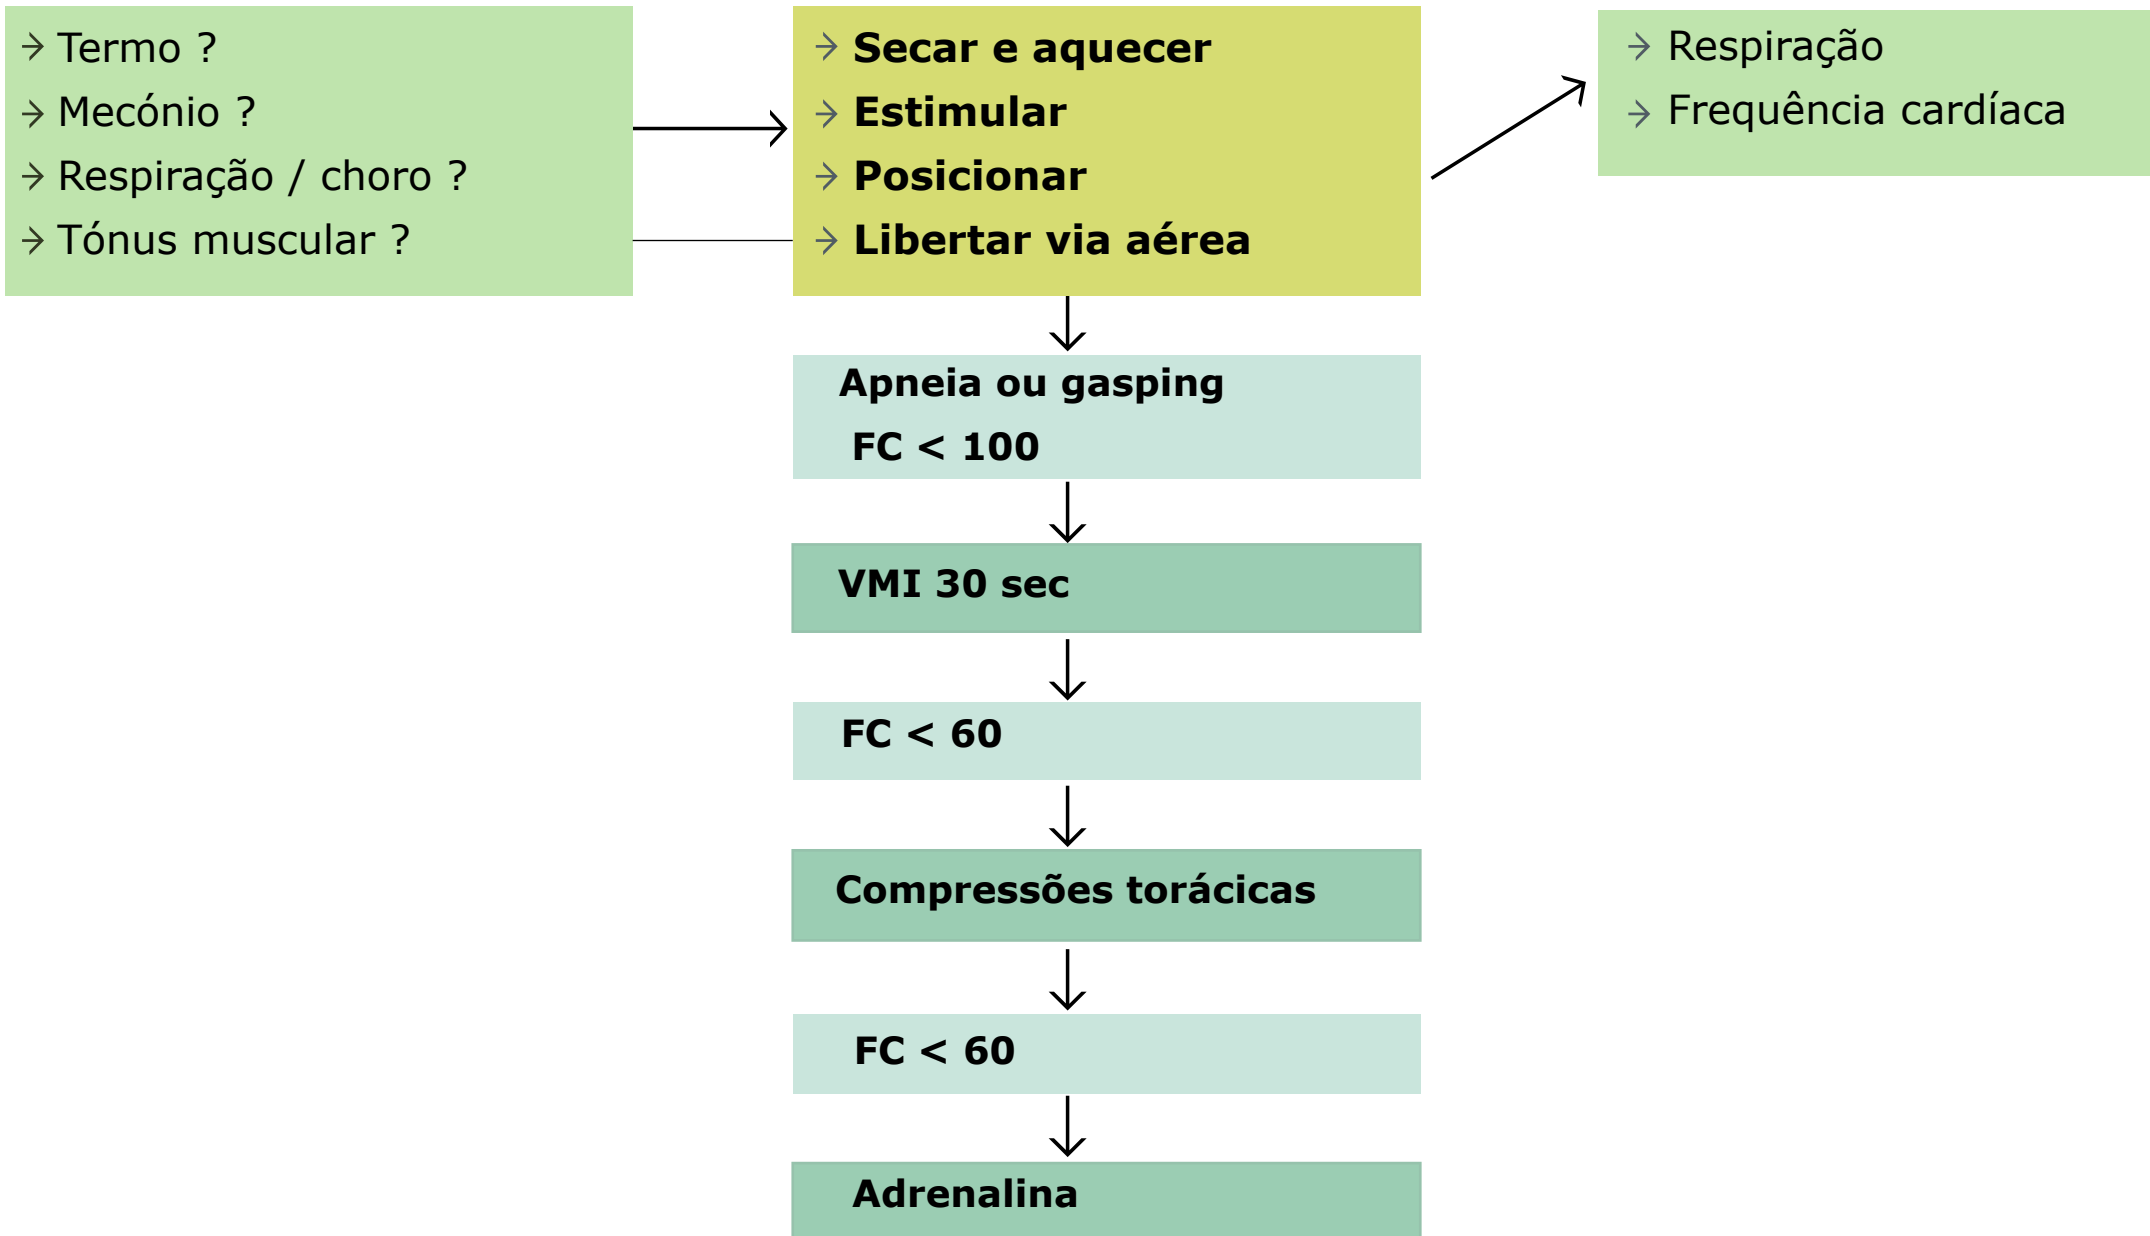 Termo ?
Mecónio ?
Respiração / choro ?
Tónus muscular ?
Secar e aquecer
Estimular
Posicionar
Libertar via aérea
Respiração
Frequência cardíaca
Apneia ou gasping
FC < 100
VMI 30 sec
FC < 60
Compressões torácicas
FC < 60
Adrenalina